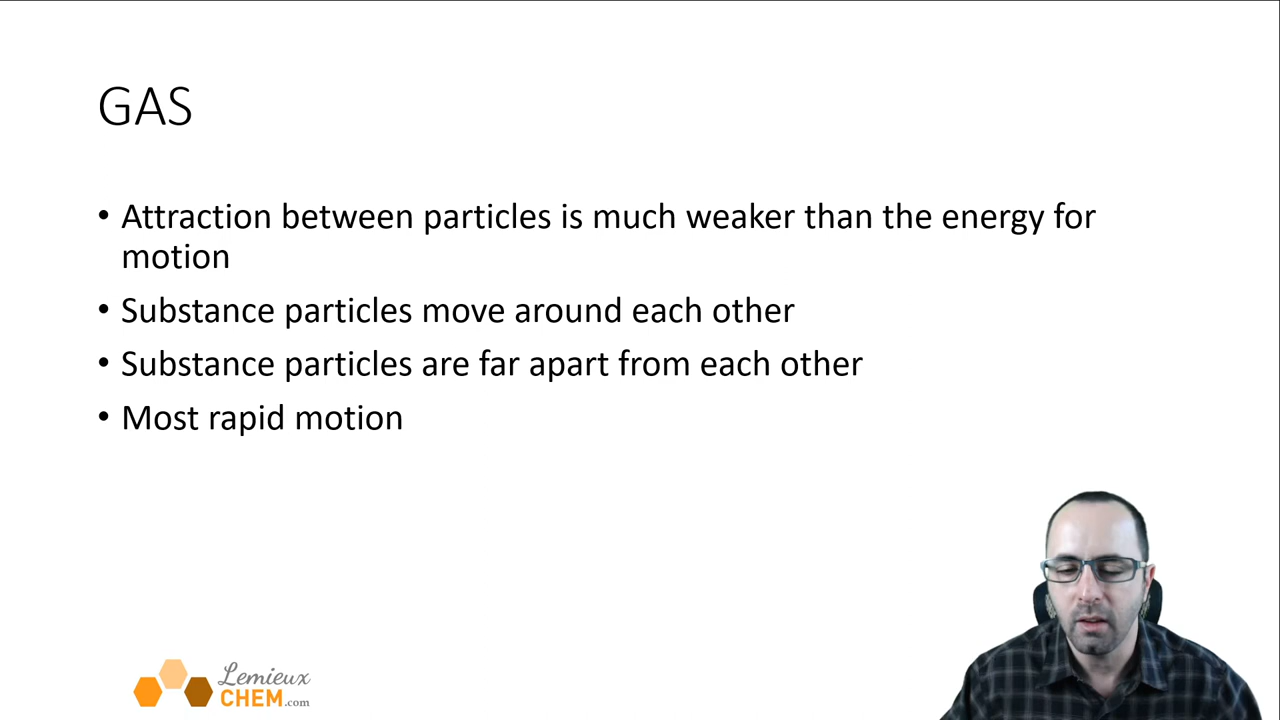 GAS
• Attraction between particles is much weaker than the energy for
motion
• Substance particles move around each other
• Substance particles are far apart from each other
• Most rapid motion
Lemieux
CHEM.com